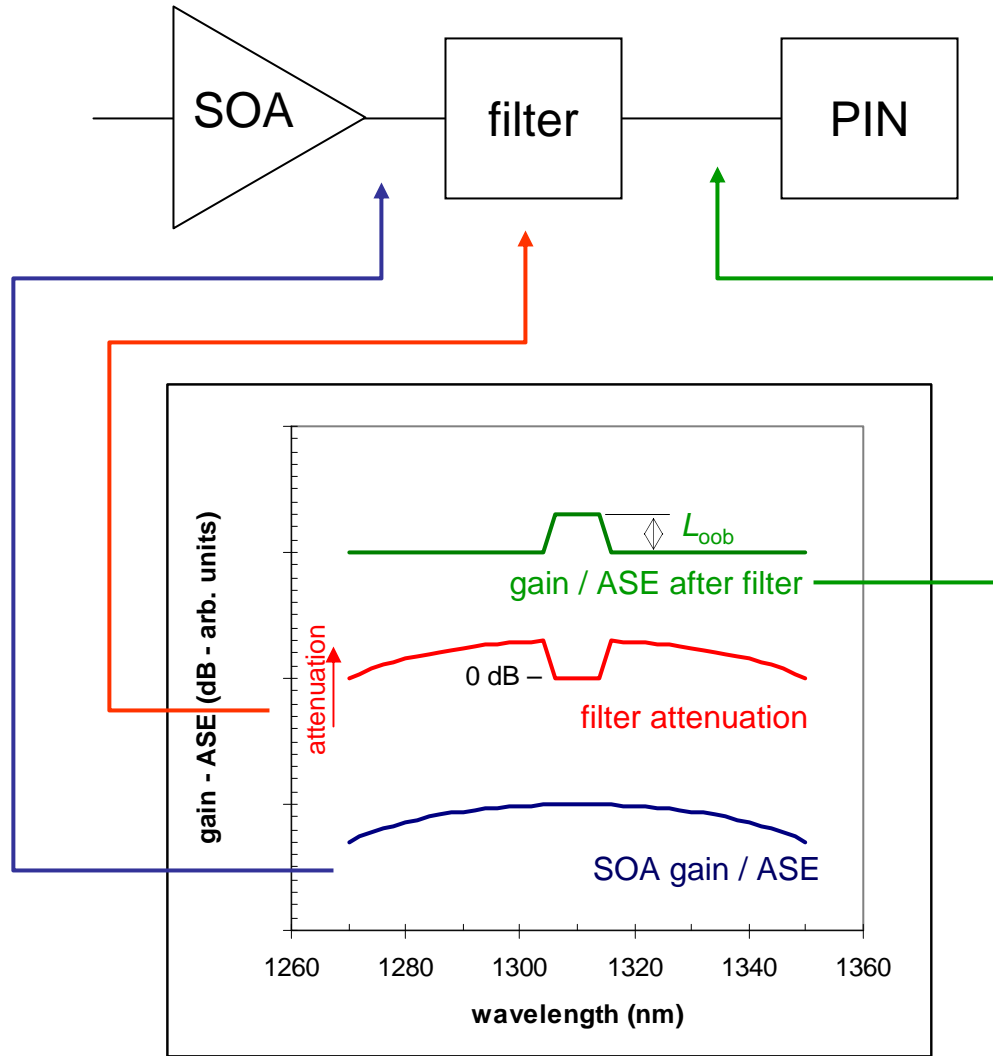 SOA
filter
PIN
gain - ASE (dB - arb. units)
attenuation
L_oob
gain / ASE after filter
0 dB –
filter attenuation
SOA gain / ASE
1260 1280 1300 1320 1340 1360
wavelength (nm)